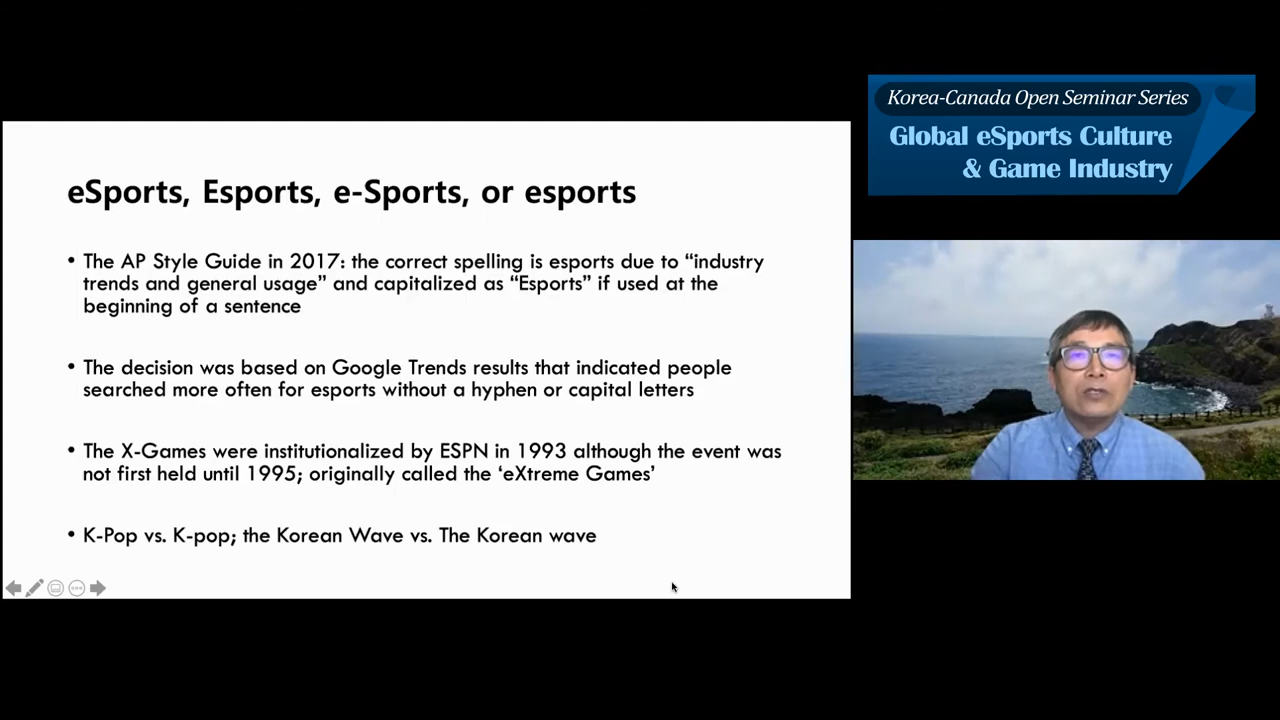 Korea-Canada Open Seminar Series
Global eSports Culture
& Game Industry
eSports, Esports, e-Sports, or esports
• The AP Style Guide in 2017: the correct spelling is esports due to “industry
trends and general usage” and capitalized as “Esports” if used at the
beginning of a sentence
• The decision was based on Google Trends results that indicated people
searched more often for esports without a hyphen or capital letters
• The X-Games were institutionalized by ESPN in 1993 although the event was
not first held until 1995; originally called the ‘eXtreme Games’
• K-Pop vs. K-pop; the Korean Wave vs. The Korean wave